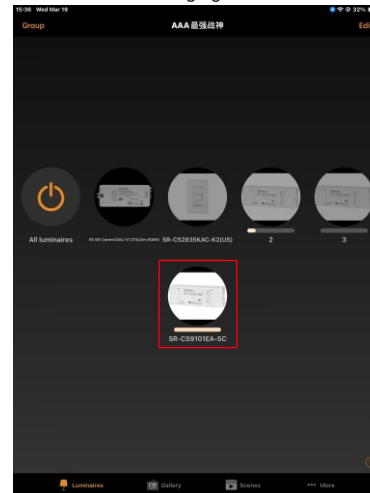 15:36 Wed Mar 19
32%
Group
AAA最强战神
Edi
All luminaires
SR-CS2835KAC-K2(US)
2
3
SR-CS9101EA-5C
Luminaires
Gallery
Scenes
More